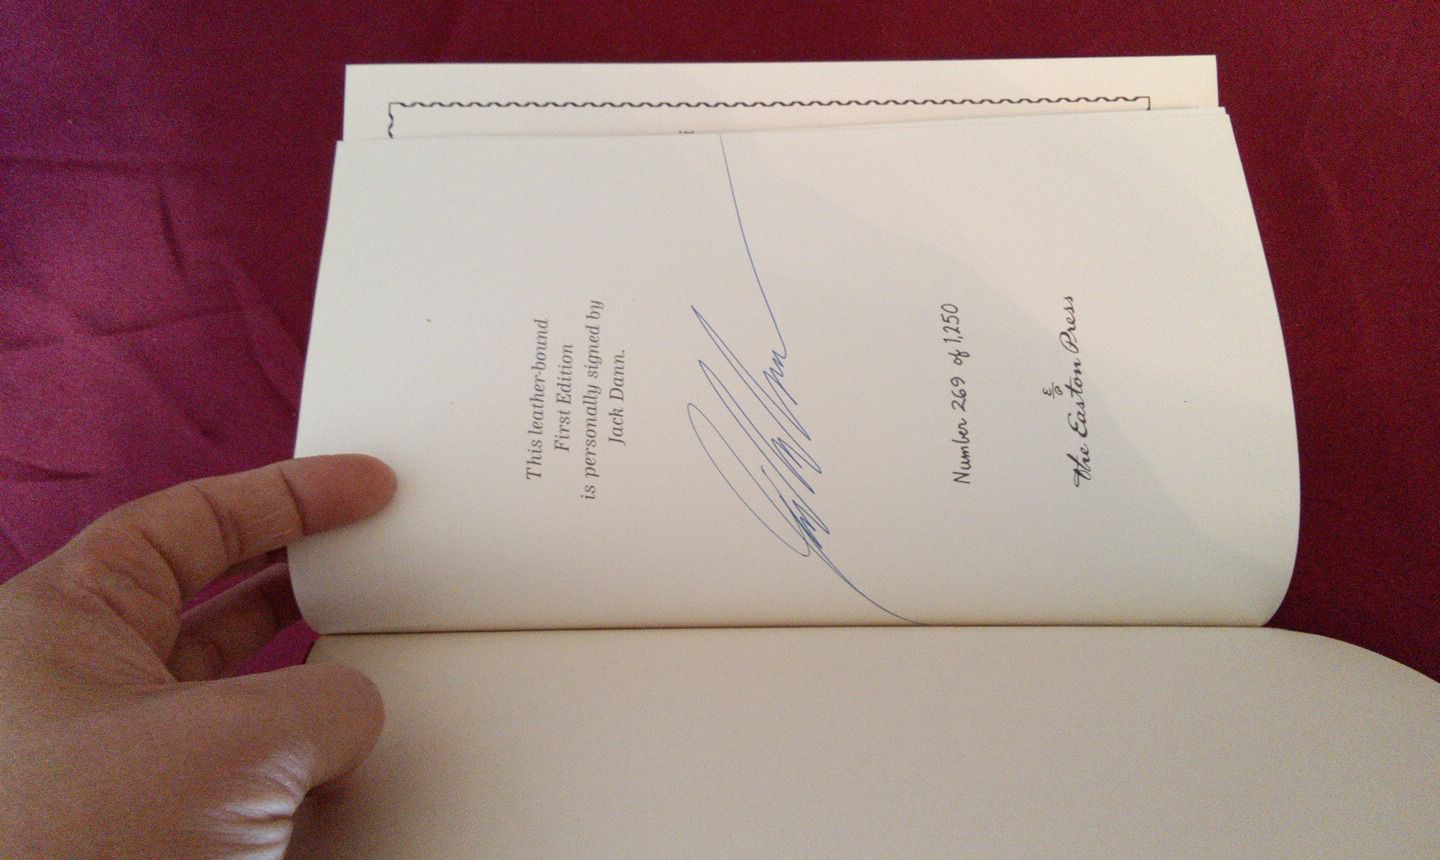 This leather-bound
First Edition
is personally signed by
Jack Dann.
Number 269 of 1,250
The Easton Press